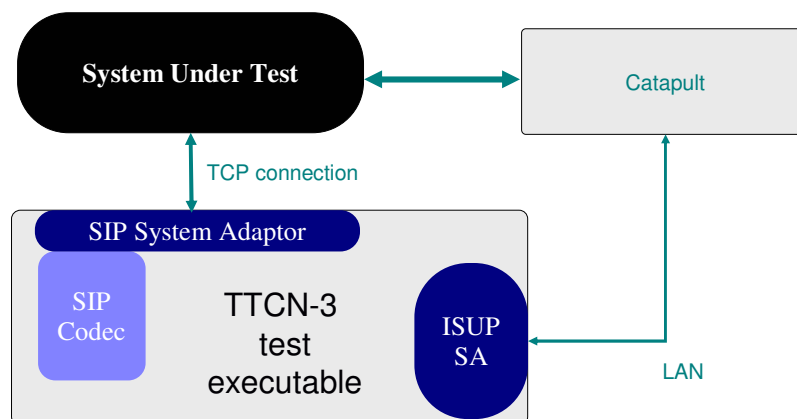 System Under Test
Catapult
TCP connection
SIP System Adaptor
SIP
Codec
TTCN-3
test
executable
ISUP
SA
LAN